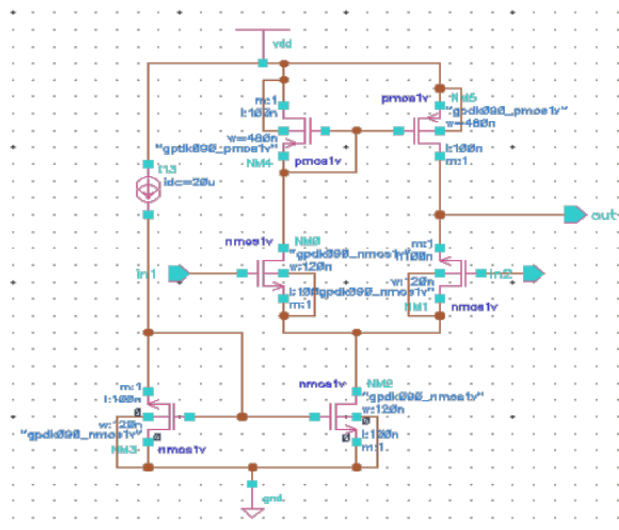 vdd
m:1
l:100n
w=480n
"gpdk090_pmos1v"
NM4
pmos1v
pmos1v
NM5
"gpdk090_pmos1v"
w=480n
l:100n
m:1
I13
idc=20u
out
nmos1v
NM0
"gpdk090_nmos1v"
w:120n
m:1
m:1
l:100n
w:120n
"gpdk090_nmos1v"
NM1
nmos1v
in1
in2
m:1
l:100n
w:120n
"gpdk090_nmos1v"
NM3
nmos1v
nmos1v
NM2
"gpdk090_nmos1v"
w:120n
l:100n
m:1
gnd